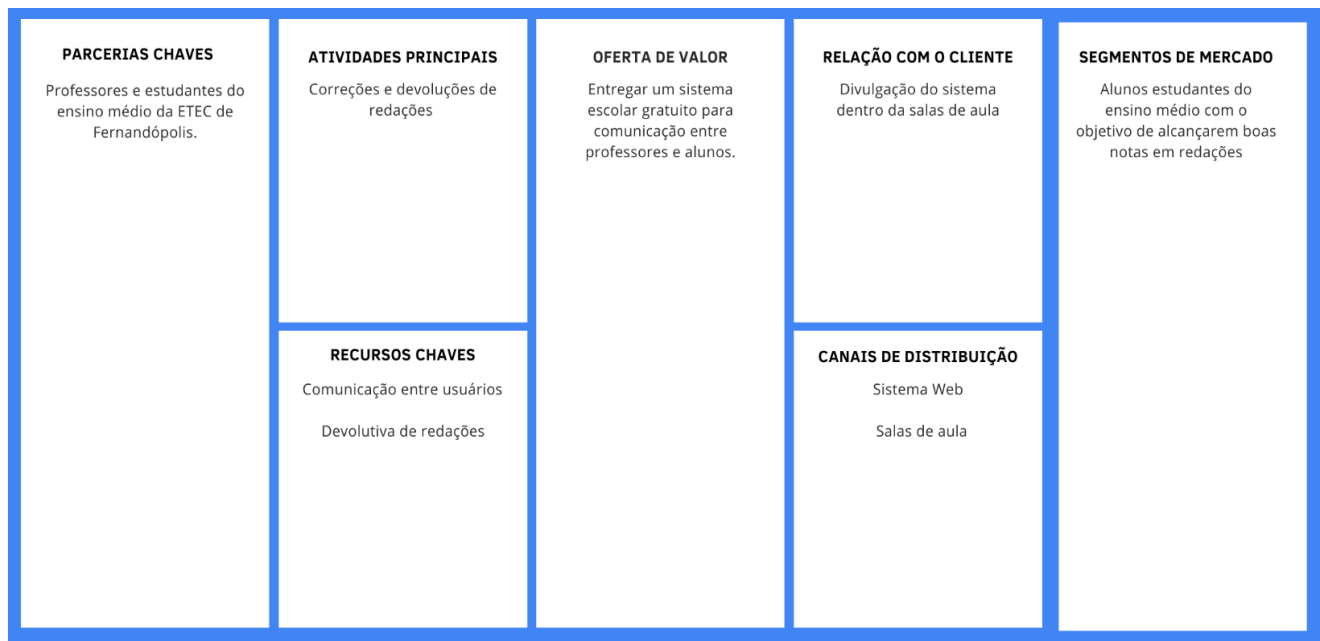 PARCERIAS CHAVES
Professores e estudantes do
ensino médio da ETEC de
Fernandópolis.
ATIVIDADES PRINCIPAIS
Correções e devoluções de
redações
RECURSOS CHAVES
Comunicação entre usuários
Devolutiva de redações
OFERTA DE VALOR
Entregar um sistema
escolar gratuito para
comunicação entre
professores e alunos.
RELAÇÃO COM O CLIENTE
Divulgação do sistema
dentro da salas de aula
CANAIS DE DISTRIBUIÇÃO
Sistema Web
Salas de aula
SEGMENTOS DE MERCADO
Alunos estudantes do
ensino médio com o
objetivo de alcançarem boas
notas em redações